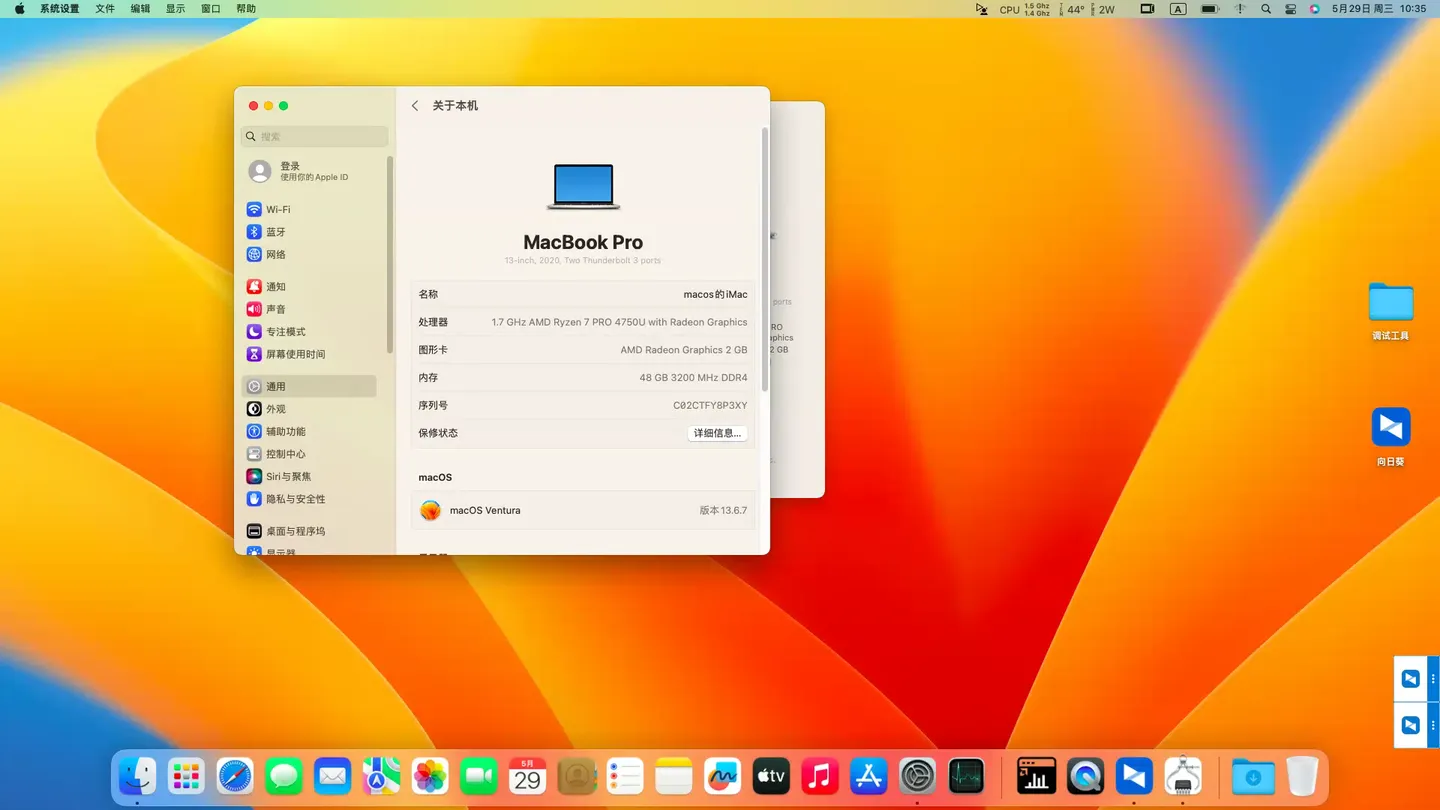 系统设置 文件 编辑 显示 窗口 帮助
CPU 1.5 Ghz 1.4 Ghz 44° 2W A 5月29日 周三 10:35
关于本机
搜索
登录
使用你的 Apple ID
Wi-Fi
蓝牙
网络
通知
声音
专注模式
屏幕使用时间
通用
外观
辅助功能
控制中心
Siri与聚焦
隐私与安全性
桌面与程序坞
显示器
MacBook Pro
13-inch, 2020, Two Thunderbolt 3 ports
名称 macos的iMac
处理器 1.7 GHz AMD Ryzen 7 PRO 4750U with Radeon Graphics
图形卡 AMD Radeon Graphics 2 GB
内存 48 GB 3200 MHz DDR4
序列号 C02CTFY8P3XY
保修状态 详细信息...
macOS
macOS Ventura 版本 13.6.7
ports
RO
aphics
2 GB
调试工具
向日葵
5月
29
tv